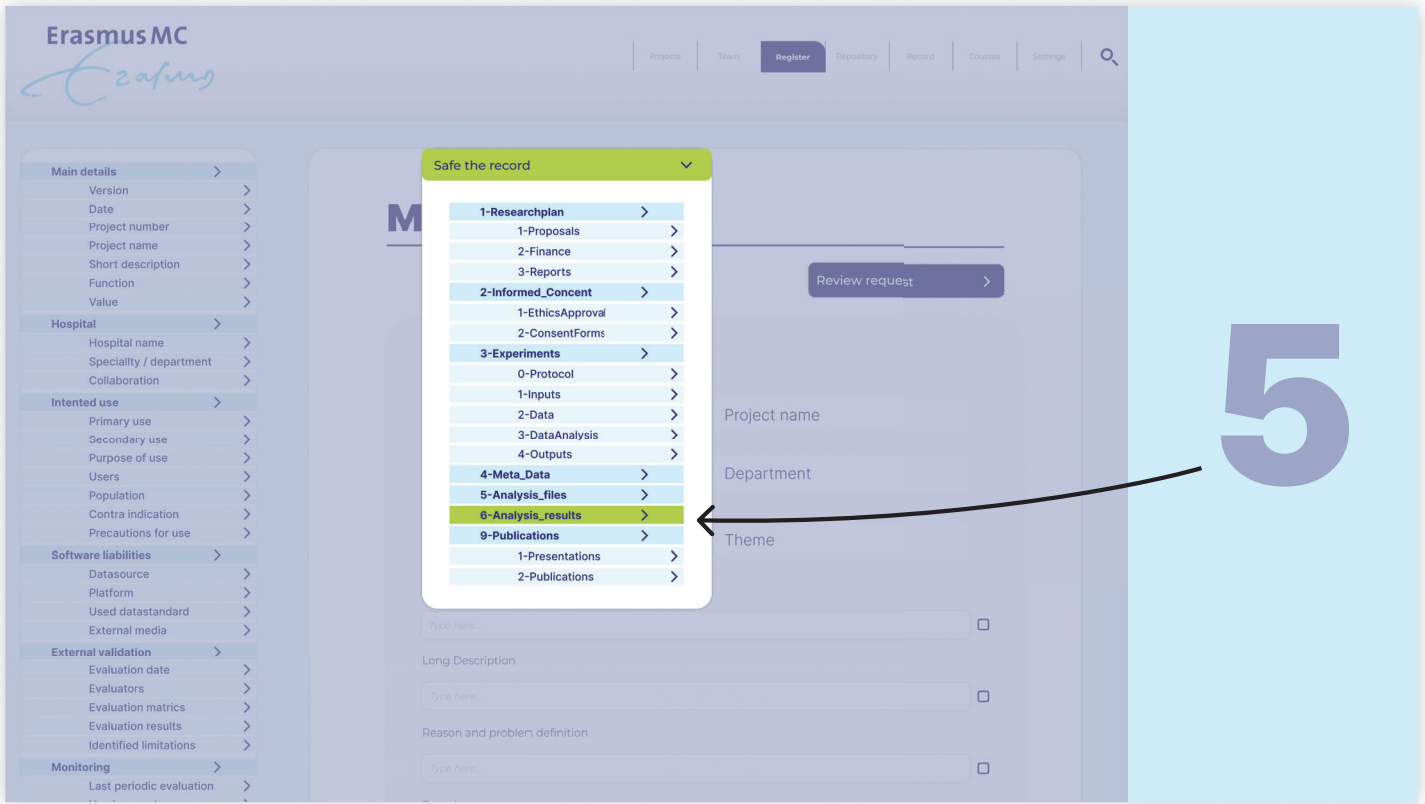 Erasmus MC
Erasmus
Projects
Team
Register
Repository
Record
Courses
Settings
Main details
Version
Date
Project number
Project name
Short description
Function
Value
Hospital
Hospital name
Speciallty / department
Collaboration
Intented use
Primary use
Secondary use
Purpose of use
Users
Population
Contra indication
Precautions for use
Software liabilities
Datasource
Platform
Used datastandard
External media
External validation
Evaluation date
Evaluators
Evaluation matrics
Evaluation results
Identified limitations
Monitoring
Last periodic evaluation
Safe the record
1-Researchplan
1-Proposals
2-Finance
3-Reports
2-Informed_Concent
1-EthicsApproval
2-ConsentForms
3-Experiments
0-Protocol
1-Inputs
2-Data
3-DataAnalysis
4-Outputs
4-Meta_Data
5-Analysis_files
6-Analysis_results
9-Publications
1-Presentations
2-Publications
M
Review request
Project name
Department
Theme
Type here...
Long Description
Type here...
Reason and problem definition
Type here...
5